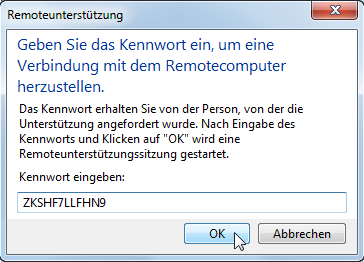 Remoteunterstützung
Geben Sie das Kennwort ein, um eine
Verbindung mit dem Remotecomputer
herzustellen.
Das Kennwort erhalten Sie von der Person, von der die
Unterstützung angefordert wurde. Nach Eingabe des
Kennworts und Klicken auf "OK" wird eine
Remoteunterstützungssitzung gestartet.
Kennwort eingeben:
ZKSHF7LLFHN9
OK Abbrechen